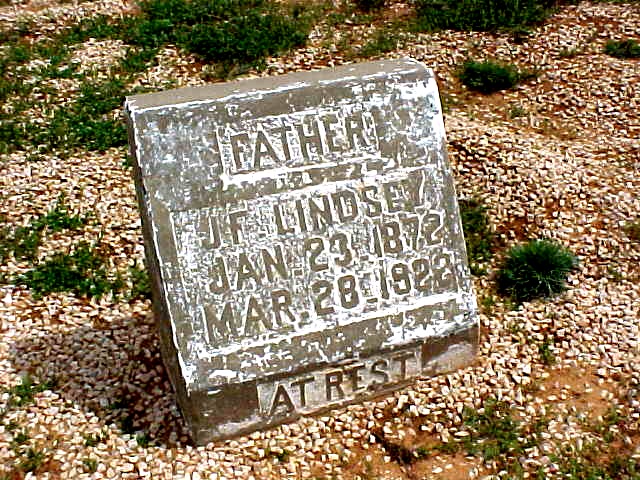 FATHER
J.F. LINDSEY
JAN. 23. 1872
MAR. 28. 1922
AT REST